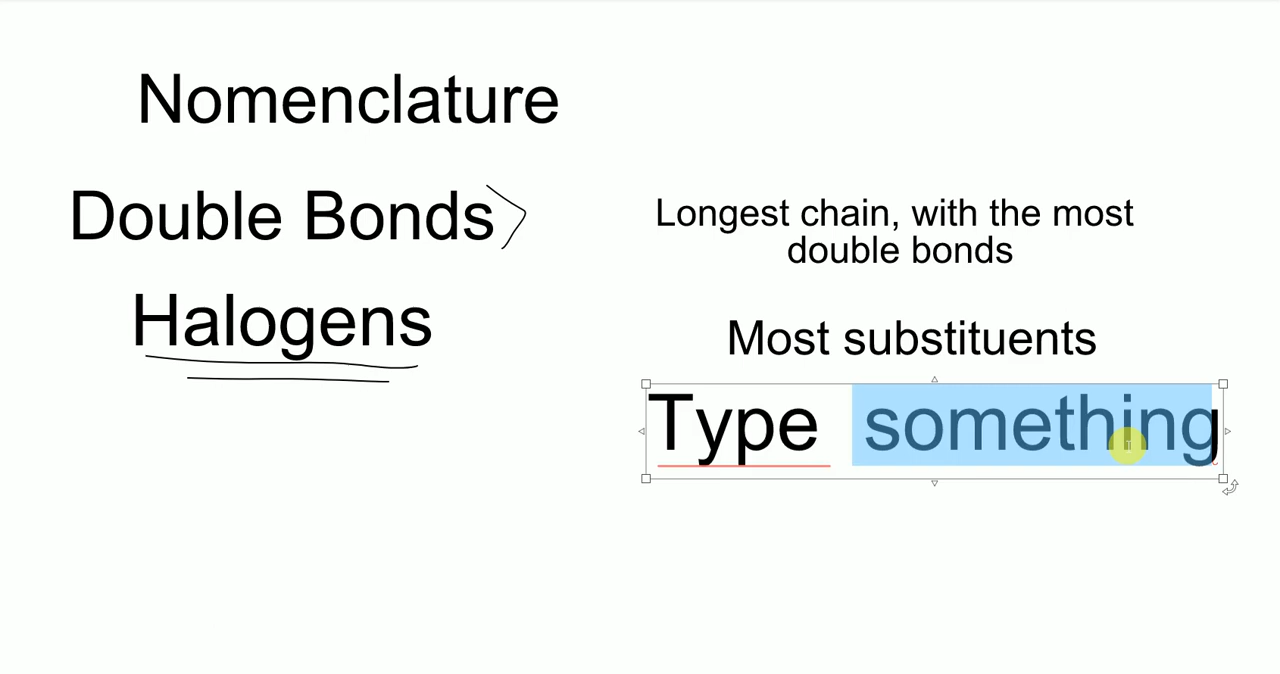 Nomenclature
Double Bonds
Halogens
Longest chain, with the most
double bonds
Most substituents
Type something